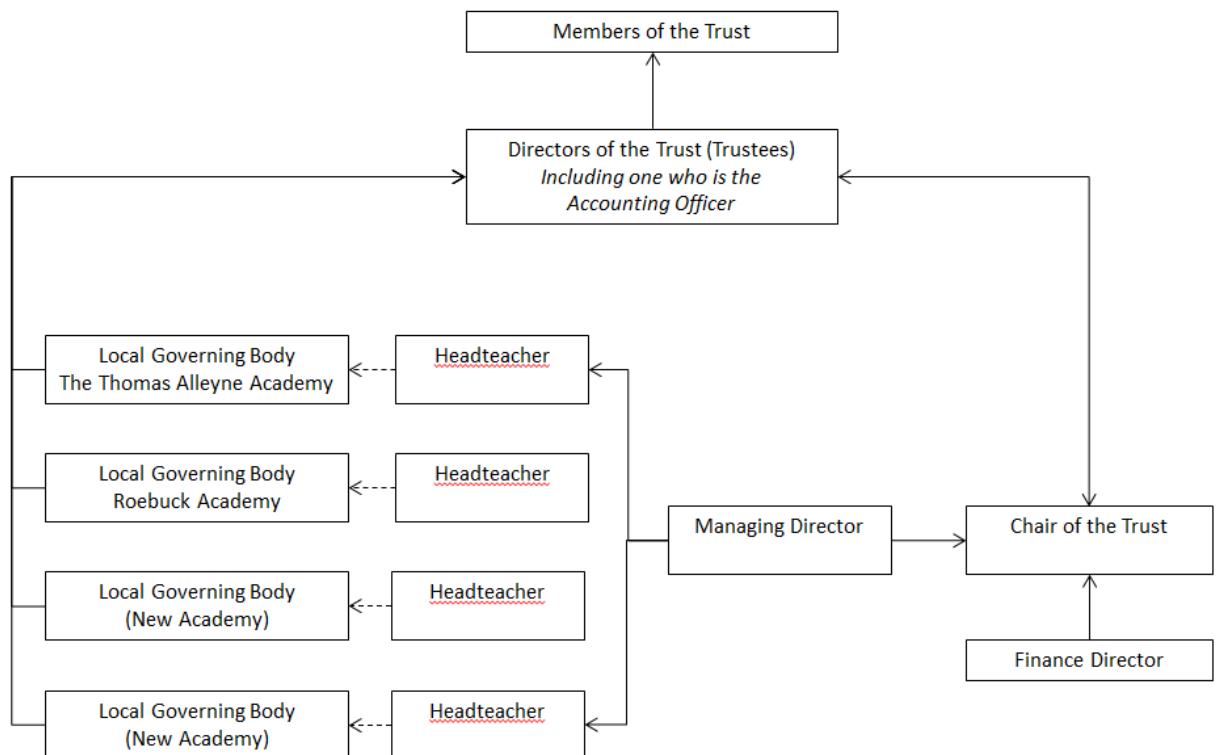 Members of the Trust
Directors of the Trust (Trustees)
Including one who is the
Accounting Officer
Local Governing Body
The Thomas Alleyne Academy
Headteacher
Local Governing Body
Roebuck Academy
Headteacher
Managing Director
Chair of the Trust
Local Governing Body
(New Academy)
Headteacher
Finance Director
Local Governing Body
(New Academy)
Headteacher